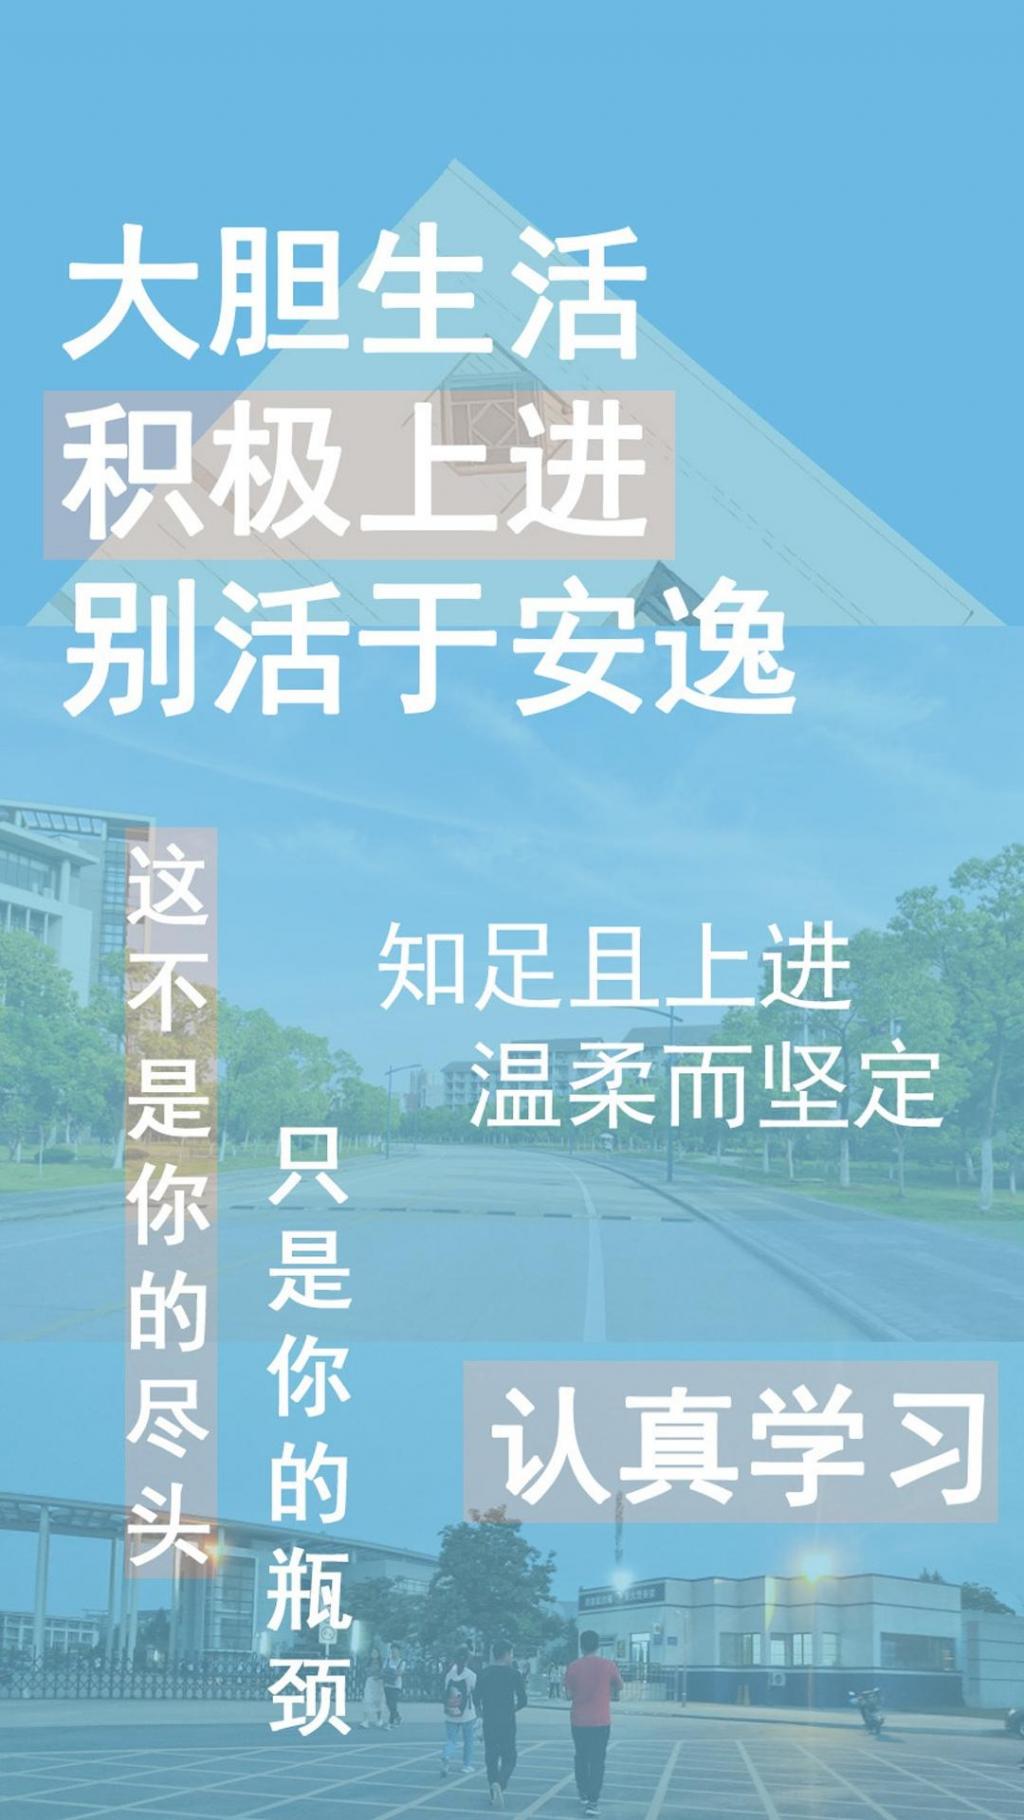 大胆生活
积极上进
别活于安逸
这不是你的尽头
只是你的瓶颈
知足且上进
温柔而坚定
认真学习